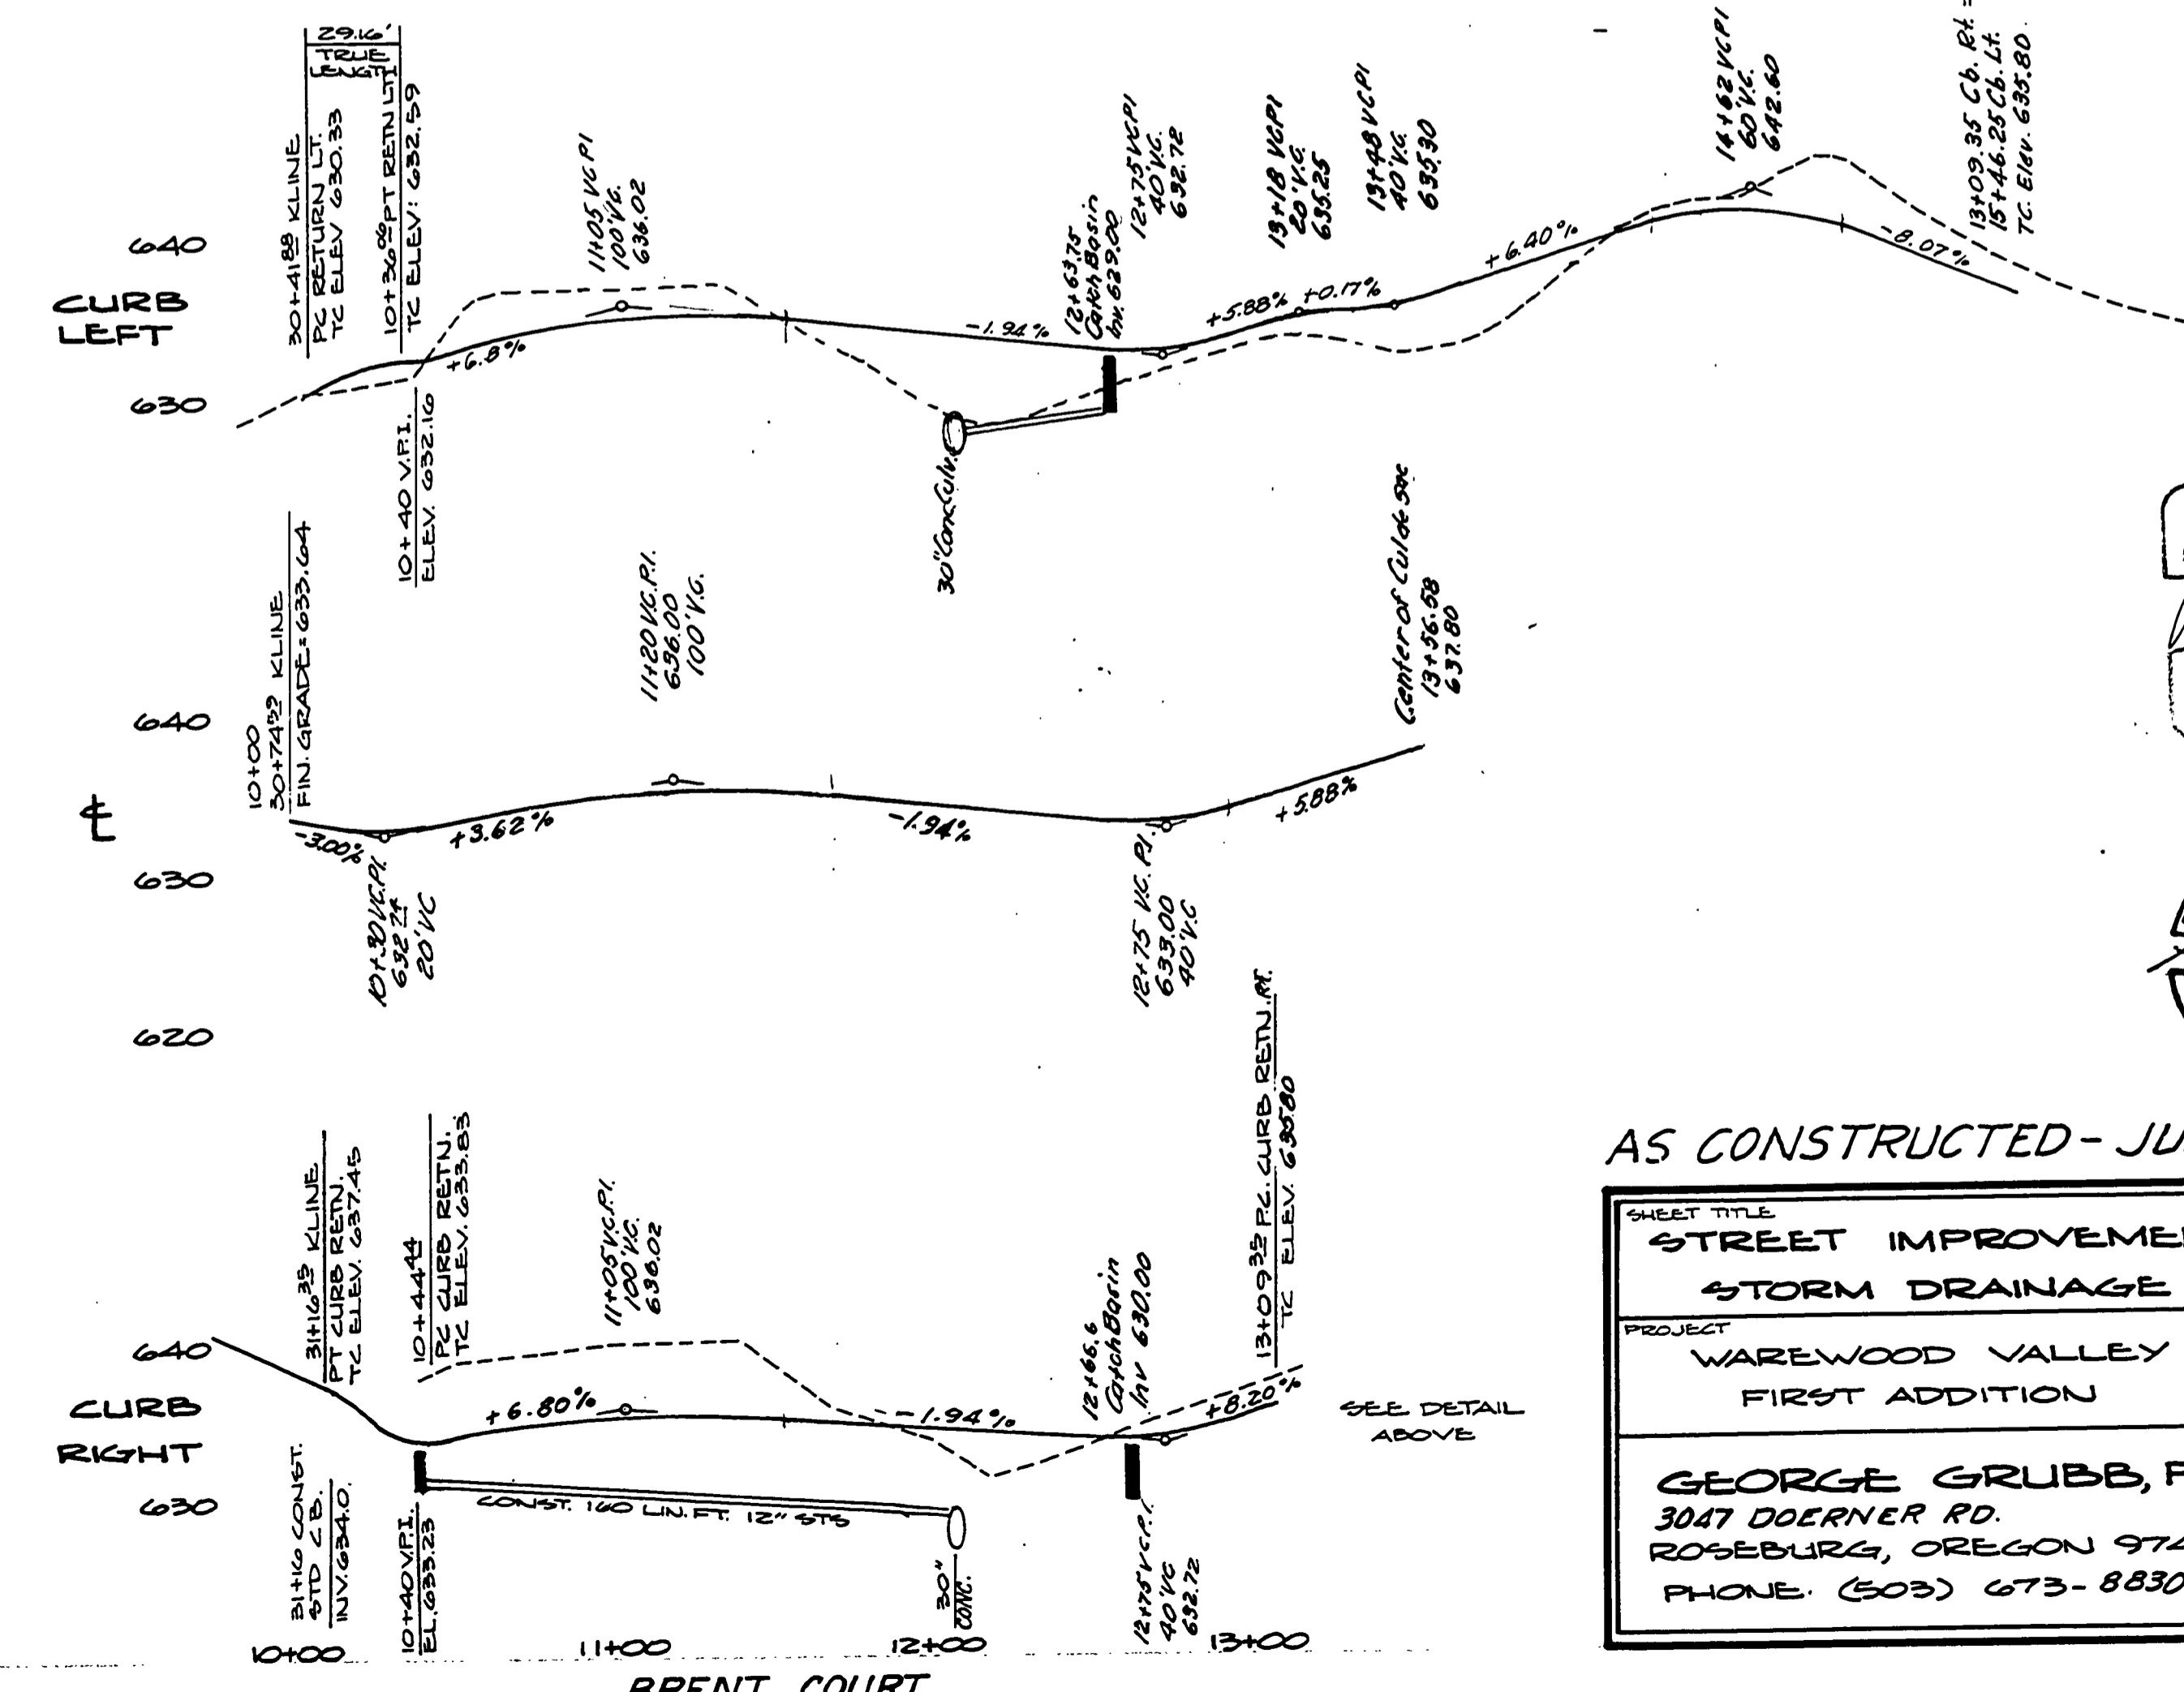 29.16'
TRUE
LENGTH
30+41.88 KLINE
PC RETURN LT.
TC ELEV 630.33
10+36.06 PT RETN LT
TC ELEV: 632.59
11+05 VCPI
100' V.C.
636.02
12+63.75
Catch Basin
Inv. 629.00
12+75 VCPI
40' V.C.
632.72
13+18 VCPI
20' V.C.
635.25
13+48 VCPI
40' V.C.
635.30
14+62 VCPI
60' V.C.
642.60
13+09.35 Cb. Rt. =
15+46.25 Cb. Lt.
TC. Elev. 635.80
640
CURB
LEFT
630
+6.8%
-1.94%
+5.88%
+0.17%
+6.40%
-8.07%
10+40 V.P.I.
ELEV. 632.16
30" Conc. Culv.
10+00
30+74.53 KLINE
FIN. GRADE=633.64
11+20 V.C.P.I.
636.00
100' V.C.
Center of Culdesac
13+56.58
637.80
640
℄
630
620
-3.00%
+3.62%
-1.94%
+5.88%
10+30 V.C.P.I.
632.74
20' VC
12+75 V.C. P.I.
633.00
40' V.C
31+16.35 KLINE
PT CURB RETN.
TC ELEV. 637.45
10+44.44
PC CURB RETN.
TC ELEV. 633.83
11+05 V.C.P.I.
100' V.C.
636.02
12+66.6
Catch Basin
Inv 630.00
13+09.35 P.C. CURB RETN. RT.
TC ELEV. 635.80
640
CURB
RIGHT
630
+6.80%
-1.94%
+8.20%
SEE DETAIL
ABOVE
31+16 CONST.
STD C.B.
INV. 634.0.
10+40 V.P.I.
EL. 633.23
CONST. 160 LIN. FT. 12" STS
30"
CONC.
12+75 V.C.P.I.
40' VC
632.72
10+00
11+00
12+00
13+00
BRENT COURT
AS CONSTRUCTED - JU
SHEET TITLE
STREET IMPROVEME
STORM DRAINAGE
PROJECT
WAREWOOD VALLEY
FIRST ADDITION
GEORGE GRUBB, P
3047 DOERNER RD.
ROSEBURG, OREGON 974
PHONE. (503) 673-8830